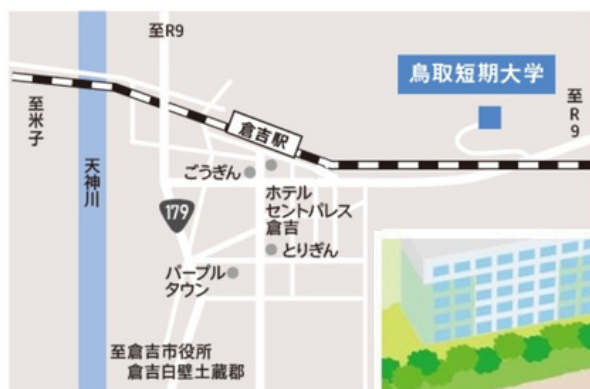 至R9
鳥取短期大学
至R9
至米子
倉吉駅
天神川
ごうぎん
ホテル
セントパレス
倉吉
179
とりぎん
パープル
タウン
至倉吉市役所
倉吉白壁土蔵郡